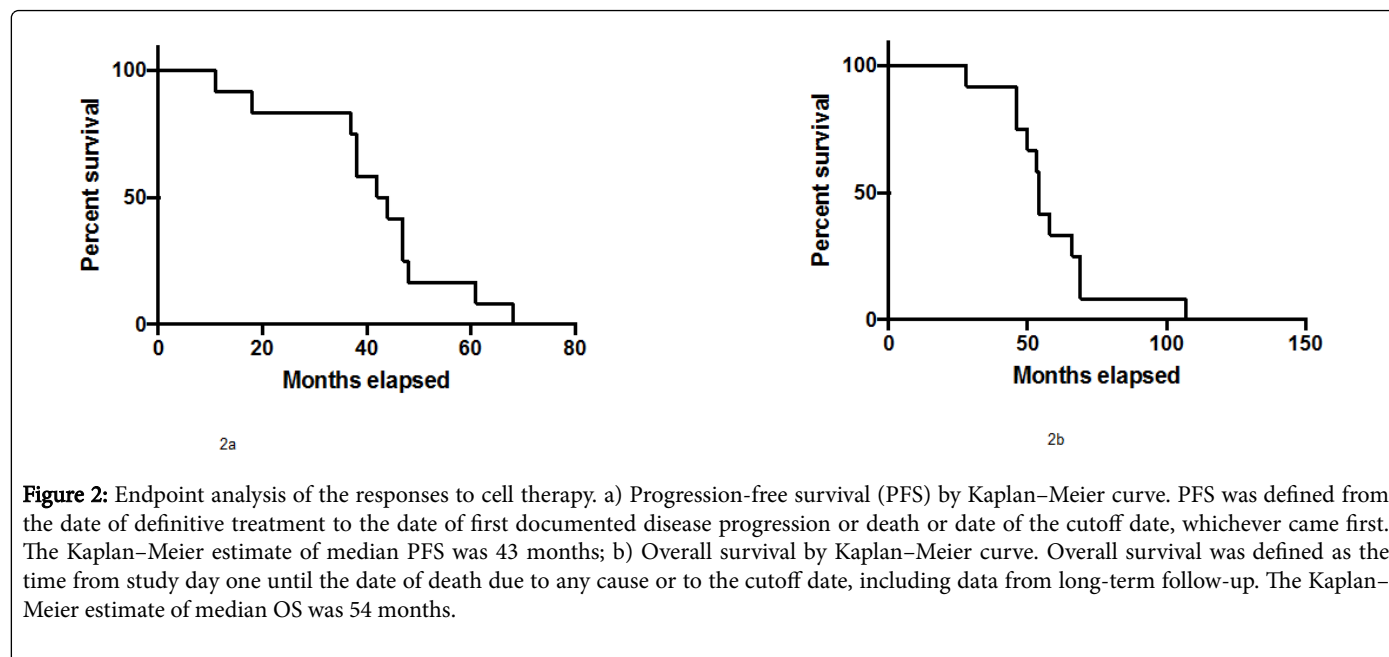 100
50
0
Percent survival
0 20 40 60 80
Months elapsed
2a
100
50
0
Percent survival
0 50 100 150
Months elapsed
2b
Figure 2: Endpoint analysis of the responses to cell therapy. a) Progression-free survival (PFS) by Kaplan–Meier curve. PFS was defined from
the date of definitive treatment to the date of first documented disease progression or death or date of the cutoff date, whichever came first.
The Kaplan–Meier estimate of median PFS was 43 months; b) Overall survival by Kaplan–Meier curve. Overall survival was defined as the
time from study day one until the date of death due to any cause or to the cutoff date, including data from long-term follow-up. The Kaplan–
Meier estimate of median OS was 54 months.